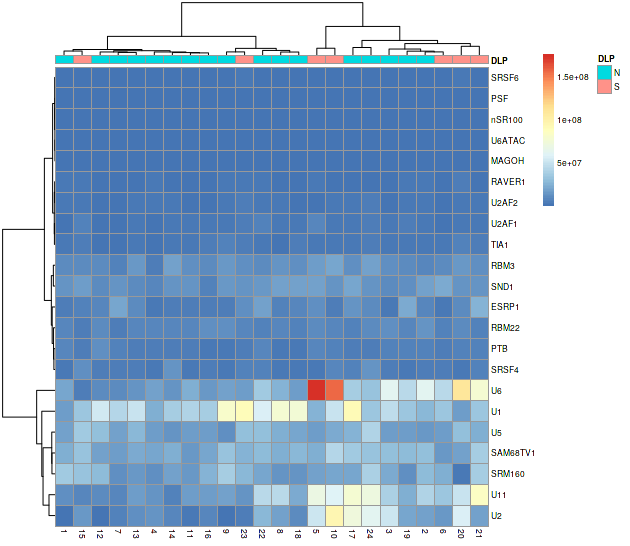 DLP
DLP
N
S
1.5e+08
1e+08
5e+07
SRSF6
PSF
nSR100
U6ATAC
MAGOH
RAVER1
U2AF2
U2AF1
TIA1
RBM3
SND1
ESRP1
RBM22
PTB
SRSF4
U6
U1
U5
SAM68TV1
SRM160
U11
U2
1 15 12 7 13 4 14 11 16 9 23 22 8 18 5 10 17 24 3 19 2 6 20 21